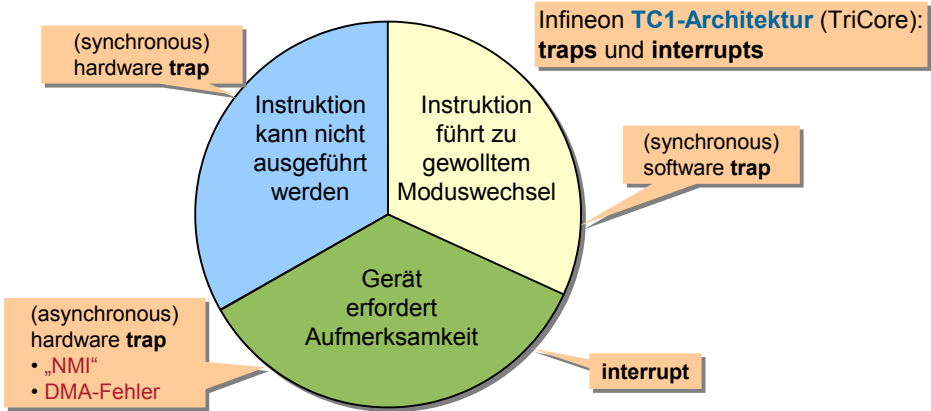 Infineon TC1-Architektur (TriCore):
traps und interrupts
(synchronous)
hardware trap
Instruktion
kann nicht
ausgeführt
werden
Instruktion
führt zu
gewolltem
Moduswechsel
(synchronous)
software trap
Gerät
erfordert
Aufmerksamkeit
(asynchronous)
hardware trap
• „NMI“
• DMA-Fehler
interrupt